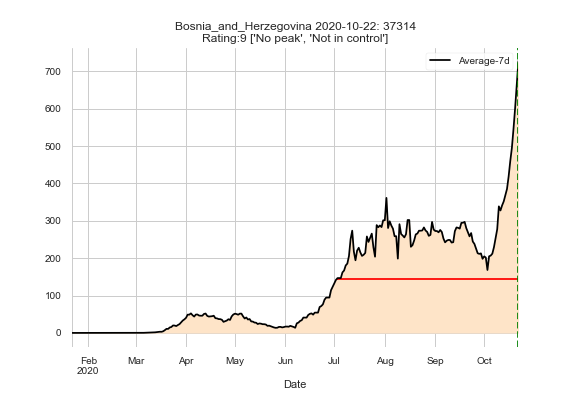 Bosnia_and_Herzegovina 2020-10-22: 37314
Rating:9 ['No peak', 'Not in control']
Average-7d
700
600
500
400
300
200
100
0
Feb Mar Apr May Jun Jul Aug Sep Oct
2020
Date